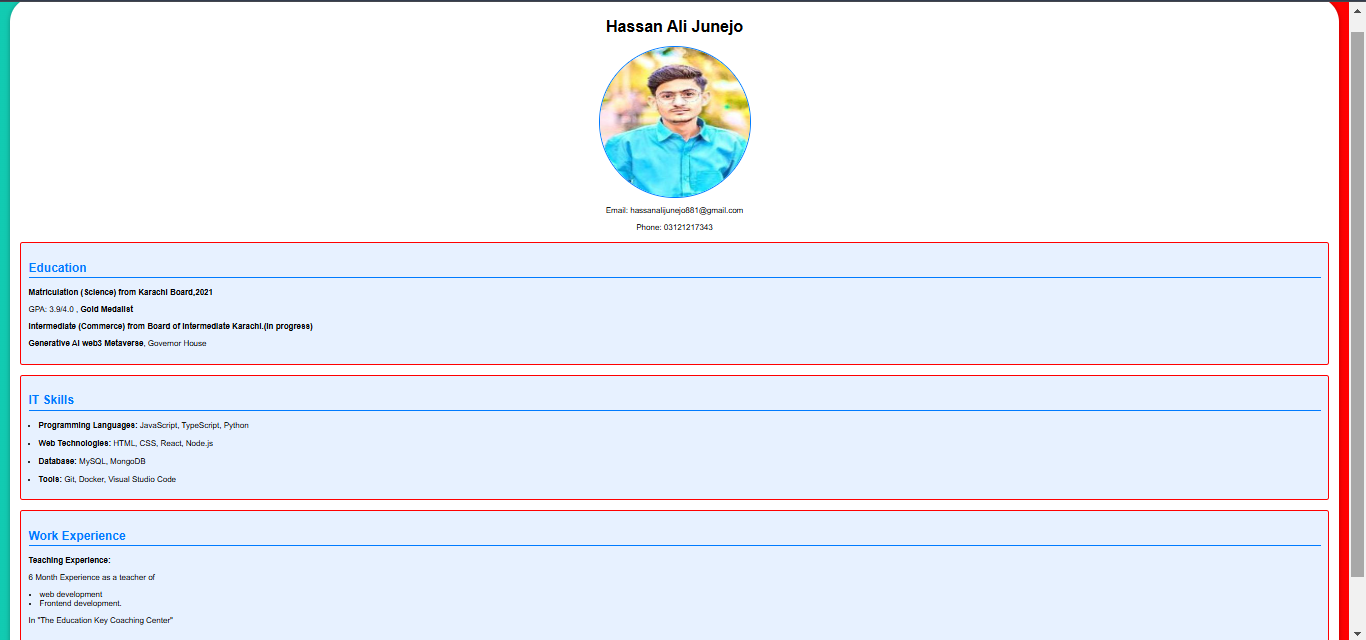 Hassan Ali Junejo
Email: hassanalijunejo881@gmail.com
Phone: 03121217343
Education
Matriculation (Science) from Karachi Board,2021
GPA: 3.9/4.0 , Gold Medalist
Intermediate (Commerce) from Board of Intermediate Karachi.(In progress)
Generative AI web3 Metaverse, Governor House
IT Skills
• Programming Languages: JavaScript, TypeScript, Python
• Web Technologies: HTML, CSS, React, Node.js
• Database: MySQL, MongoDB
• Tools: Git, Docker, Visual Studio Code
Work Experience
Teaching Experience:
6 Month Experience as a teacher of
• web development
• Frontend development.
In "The Education Key Coaching Center"